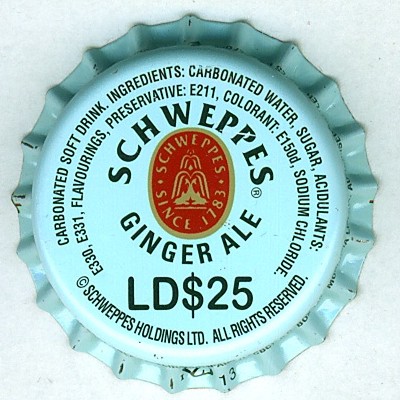 CARBONATED SOFT DRINK. INGREDIENTS: CARBONATED WATER, SUGAR, ACIDULANTS:
E330, E331, FLAVOURINGS, PRESERVATIVE: E211, COLORANT: E150d. SODIUM CHLORIDE.
SCHWEPPES®
SCHWEPPES
SINCE 1783
GINGER ALE
LD$25
© SCHWEPPES HOLDINGS LTD. ALL RIGHTS RESERVED.
13